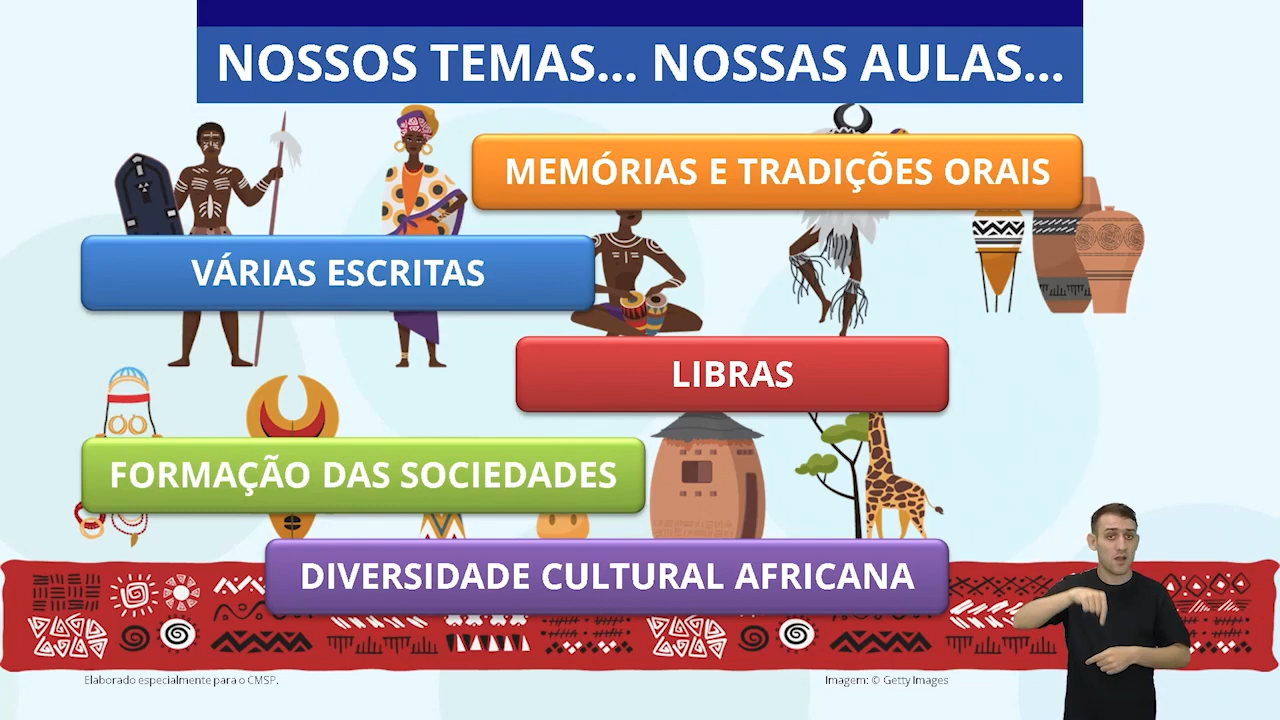 NOSSOS TEMAS... NOSSAS AULAS...
MEMÓRIAS E TRADIÇÕES ORAIS
VÁRIAS ESCRITAS
LIBRAS
FORMAÇÃO DAS SOCIEDADES
DIVERSIDADE CULTURAL AFRICANA
Elaborado especialmente para o CMSP.
Imagem: © Getty Images